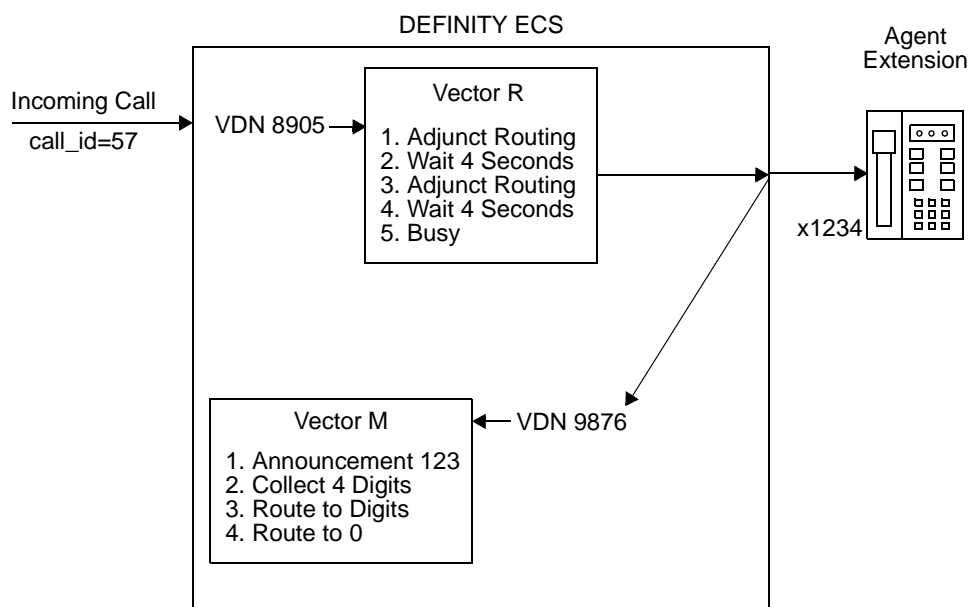 DEFINITY ECS
Agent
Extension
Incoming Call
call_id=57
VDN 8905
Vector R
1. Adjunct Routing
2. Wait 4 Seconds
3. Adjunct Routing
4. Wait 4 Seconds
5. Busy
x1234
Vector M
1. Announcement 123
2. Collect 4 Digits
3. Route to Digits
4. Route to 0
VDN 9876